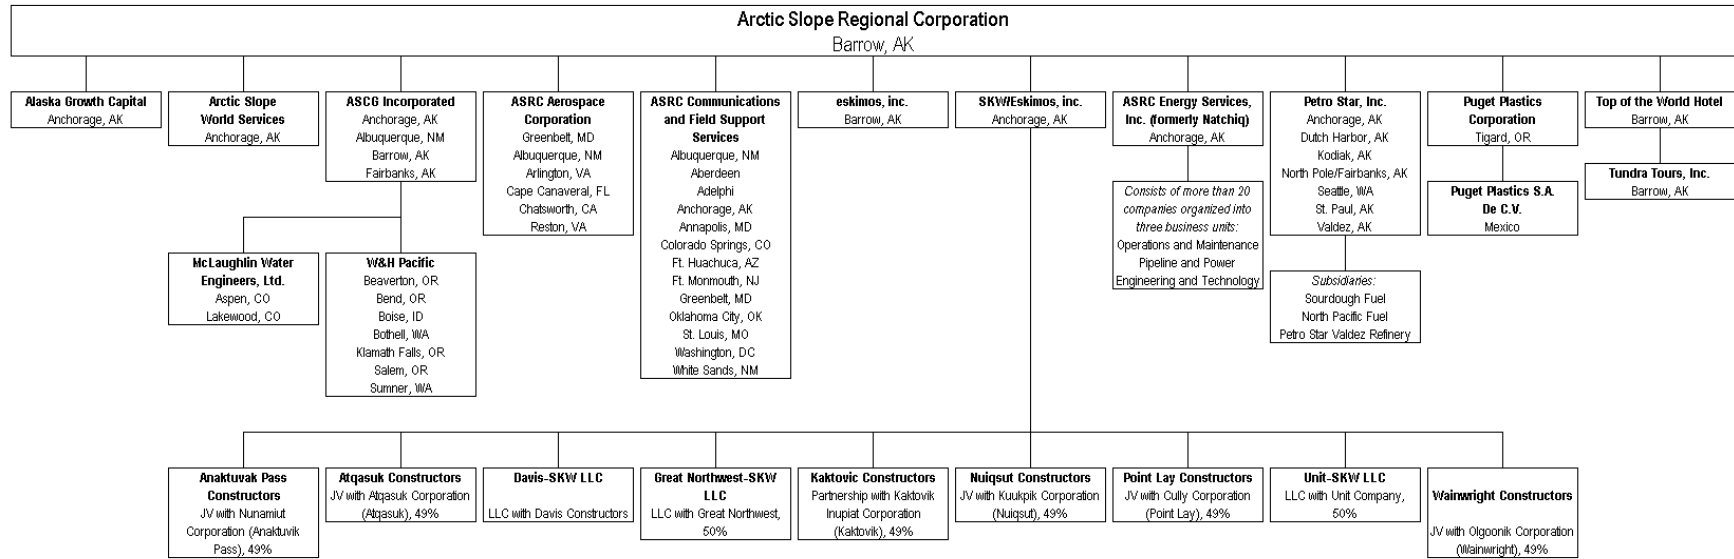 Arctic Slope Regional Corporation
Barrow, AK
Alaska Growth Capital
Anchorage, AK
Arctic Slope
World Services
Anchorage, AK
ASCG Incorporated
Anchorage, AK
Albuquerque, NM
Barrow, AK
Fairbanks, AK
ASRC Aerospace
Corporation
Greenbelt, MD
Albuquerque, NM
Arlington, VA
Cape Canaveral, FL
Chatsworth, CA
Reston, VA
ASRC Communications
and Field Support
Services
Albuquerque, NM
Aberdeen
Adelphi
Anchorage, AK
Annapolis, MD
Colorado Springs, CO
Ft. Huachuca, AZ
Ft. Monmouth, NJ
Greenbelt, MD
Oklahoma City, OK
St. Louis, MO
Washington, DC
White Sands, NM
eskimos, inc.
Barrow, AK
SKW/Eskimos, inc.
Anchorage, AK
ASRC Energy Services,
Inc. (formerly Natchiq)
Anchorage, AK
Consists of more than 20
companies organized into
three business units:
Operations and Maintenance
Pipeline and Power
Engineering and Technology
Petro Star, Inc.
Anchorage, AK
Dutch Harbor, AK
Kodiak, AK
North Pole/Fairbanks, AK
Seattle, WA
St. Paul, AK
Valdez, AK
Subsidiaries:
Sourdough Fuel
North Pacific Fuel
Petro Star Valdez Refinery
Puget Plastics
Corporation
Tigard, OR
Puget Plastics S.A.
De C.V.
Mexico
Top of the World Hotel
Barrow, AK
Tundra Tours, Inc.
Barrow, AK
McLaughlin Water
Engineers, Ltd.
Aspen, CO
Lakewood, CO
W&H Pacific
Beaverton, OR
Bend, OR
Boise, ID
Bothell, WA
Klamath Falls, OR
Salem, OR
Sumner, WA
Anaktuvak Pass
Constructors
JV with Nunamiut
Corporation (Anaktuvik
Pass), 49%
Atqasuk Constructors
JV with Atqasuk Corporation
(Atqasuk), 49%
Davis-SKW LLC
LLC with Davis Constructors
Great Northwest-SKW
LLC
LLC with Great Northwest,
50%
Kaktovic Constructors
Partnership with Kaktovik
Inupiat Corporation
(Kaktovik), 49%
Nuiqsut Constructors
JV with Kuukpik Corporation
(Nuiqsut), 49%
Point Lay Constructors
JV with Cully Corporation
(Point Lay), 49%
Unit-SKW LLC
LLC with Unit Company,
50%
Wainwright Constructors
JV with Olgoonik Corporation
(Wainwright), 49%